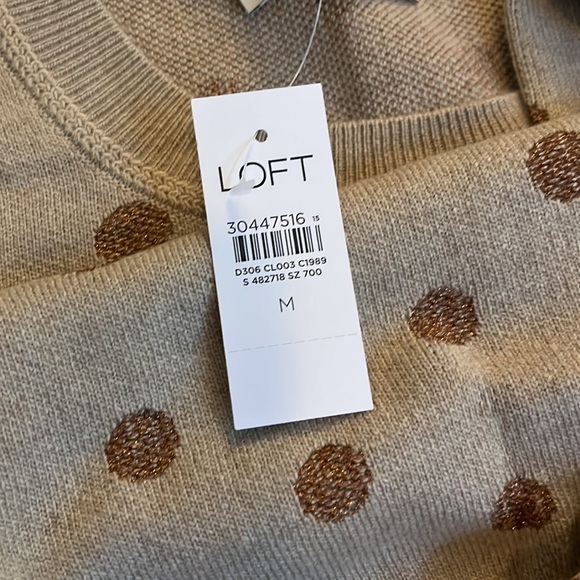 LOFT
30447516 15
D306 CL003 C1989
S 482718 SZ 700
M